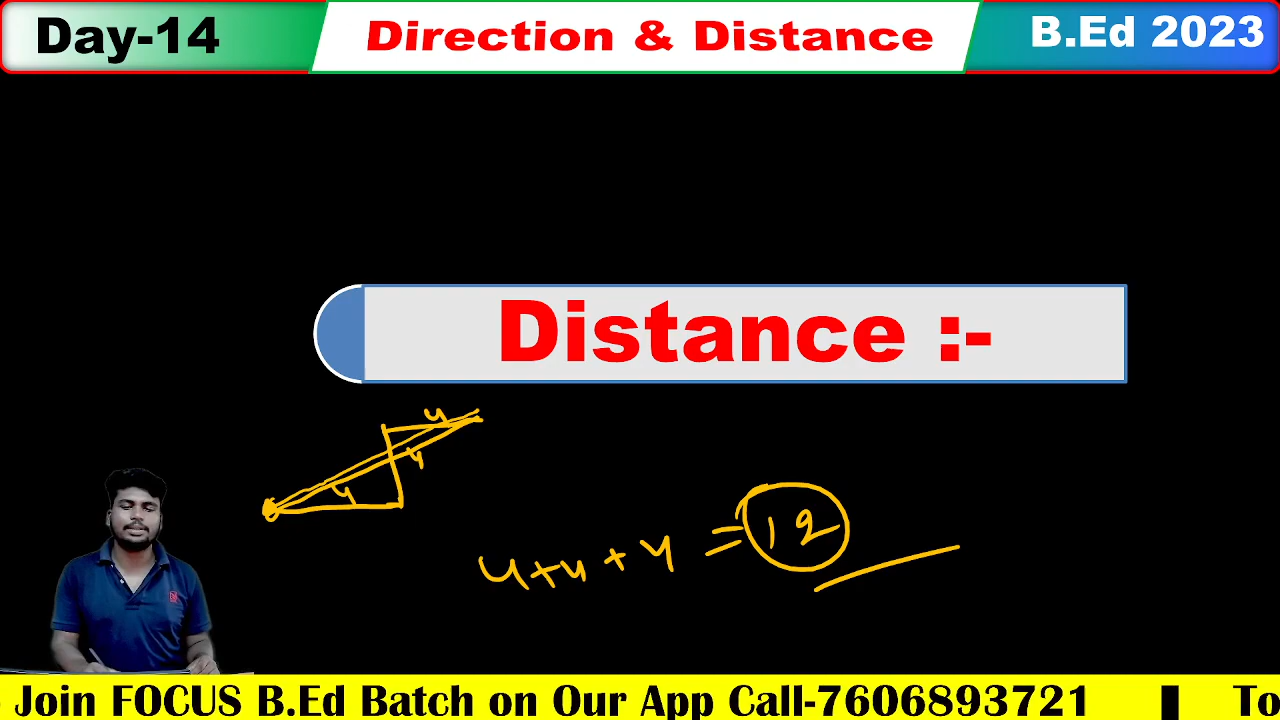 Day-14
Direction & Distance
B.Ed 2023
Distance :-
4
4
4
4+4+4 = 12
Join FOCUS B.Ed Batch on Our App Call-7606893721 To